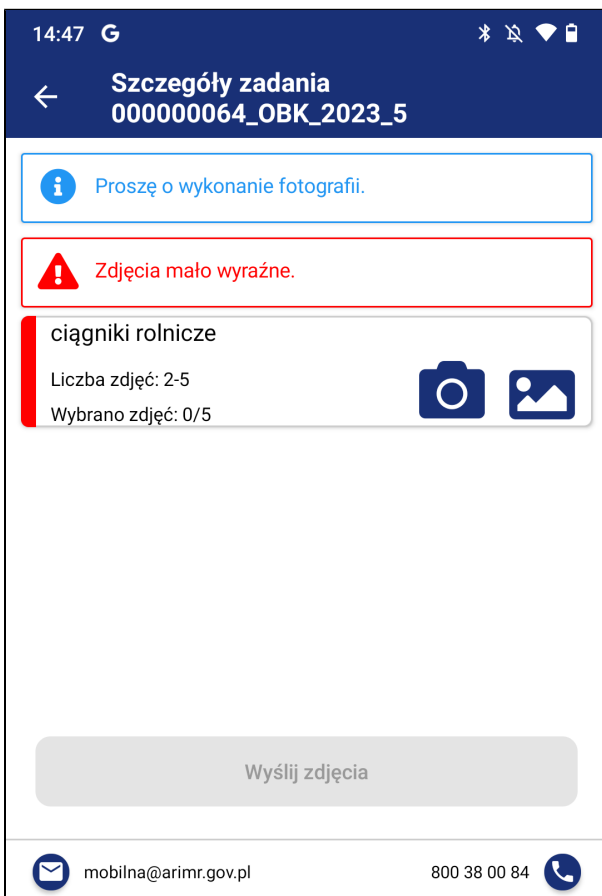 14:47 G
Szczegóły zadania
000000064_OBK_2023_5
Proszę o wykonanie fotografii.
Zdjęcia mało wyraźne.
ciągniki rolnicze
Liczba zdjęć: 2-5
Wybrano zdjęć: 0/5
Wyślij zdjęcia
mobilna@arimr.gov.pl
800 38 00 84